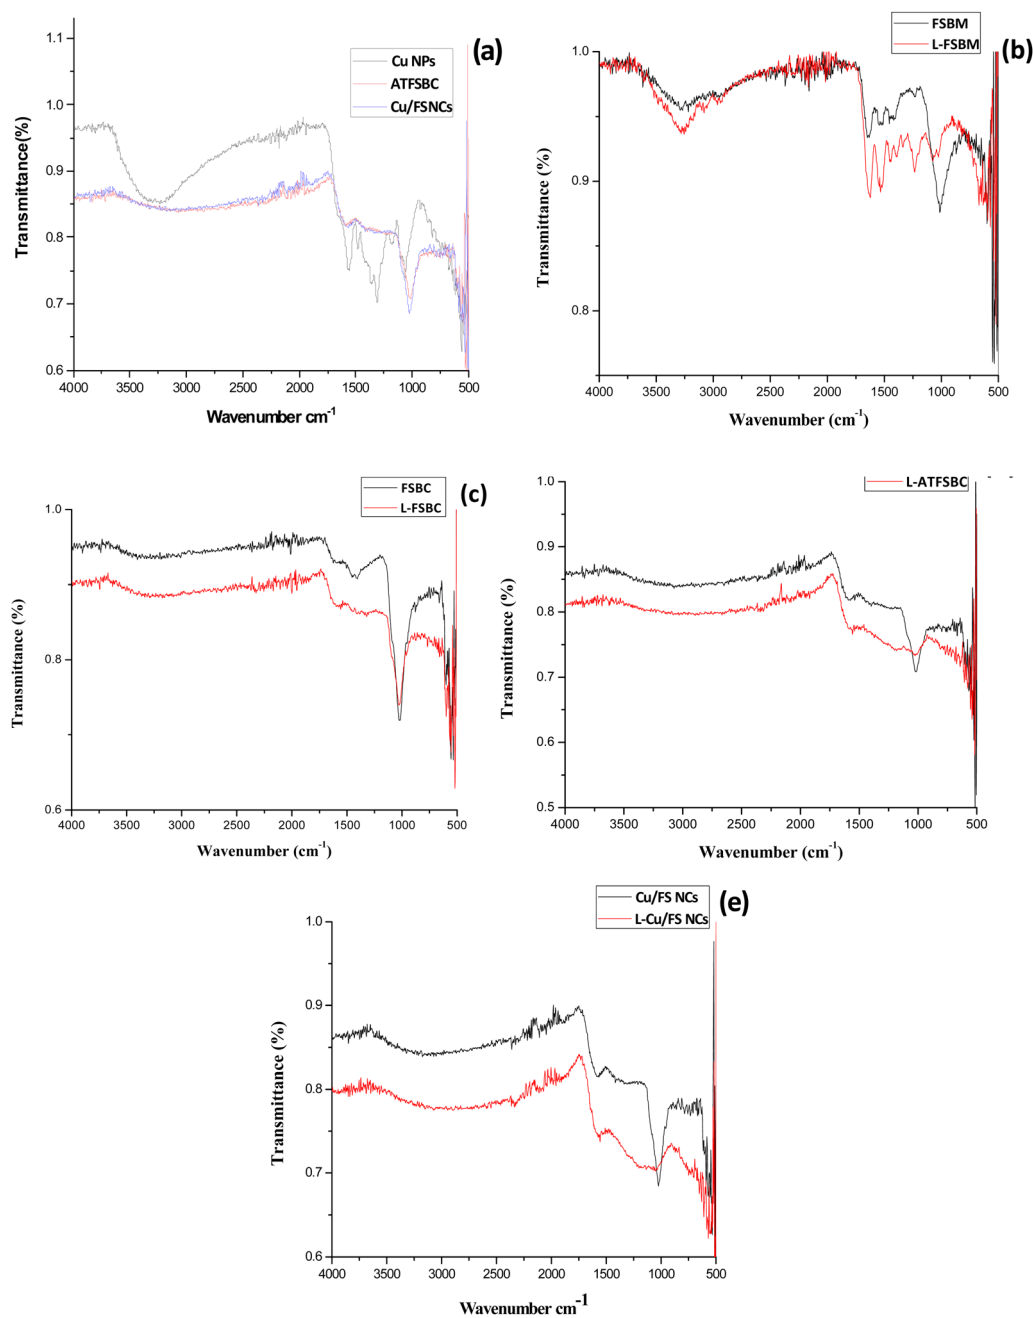 (a)
Cu NPs
ATFSBC
Cu/FSNCs
Transmittance(%)
1.1
1.0
0.9
0.8
0.7
0.6
4000 3500 3000 2500 2000 1500 1000 500
Wavenumber cm-1
(b)
FSBM
L-FSBM
Transmittance (%)
1.0
0.9
0.8
4000 3500 3000 2500 2000 1500 1000 500
Wavenumber (cm-1)
(c)
FSBC
L-FSBC
Transmittance (%)
1.0
0.8
0.6
4000 3500 3000 2500 2000 1500 1000 500
Wavenumber (cm-1)
L-ATFSBC
Transmittance (%)
1.0
0.9
0.8
0.7
0.6
0.5
4000 3500 3000 2500 2000 1500 1000 500
Wavenumber (cm-1)
(e)
Cu/FS NCs
L-Cu/FS NCs
Transmittance (%)
1.0
0.9
0.8
0.7
0.6
4000 3500 3000 2500 2000 1500 1000 500
Wavenumber cm-1